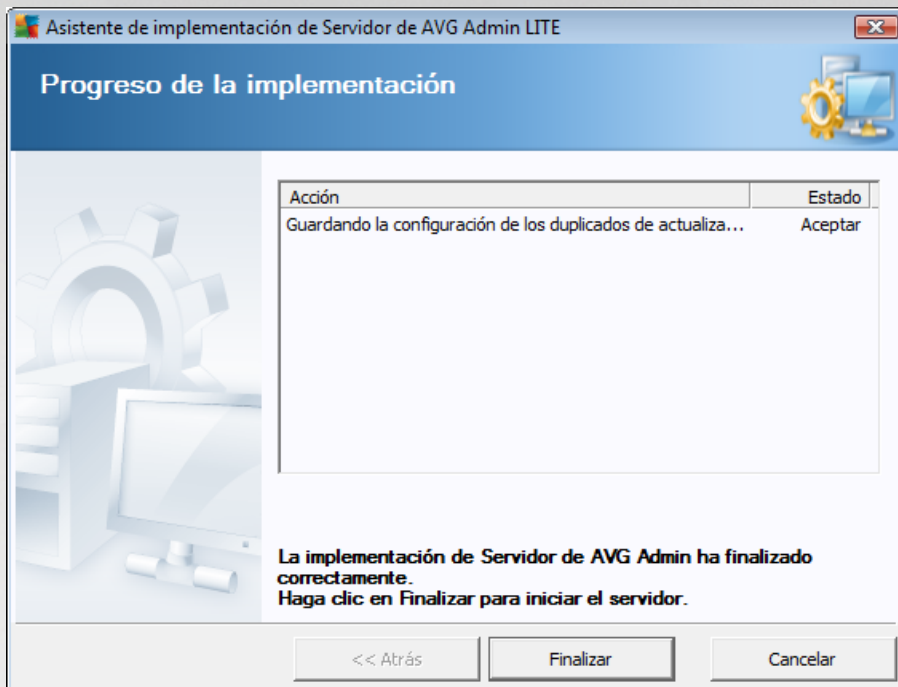 Asistente de implementación de Servidor de AVG Admin LITE
Progreso de la implementación
Acción Estado
Guardando la configuración de los duplicados de actualiza... Aceptar
La implementación de Servidor de AVG Admin ha finalizado
correctamente.
Haga clic en Finalizar para iniciar el servidor.
<< Atrás Finalizar Cancelar